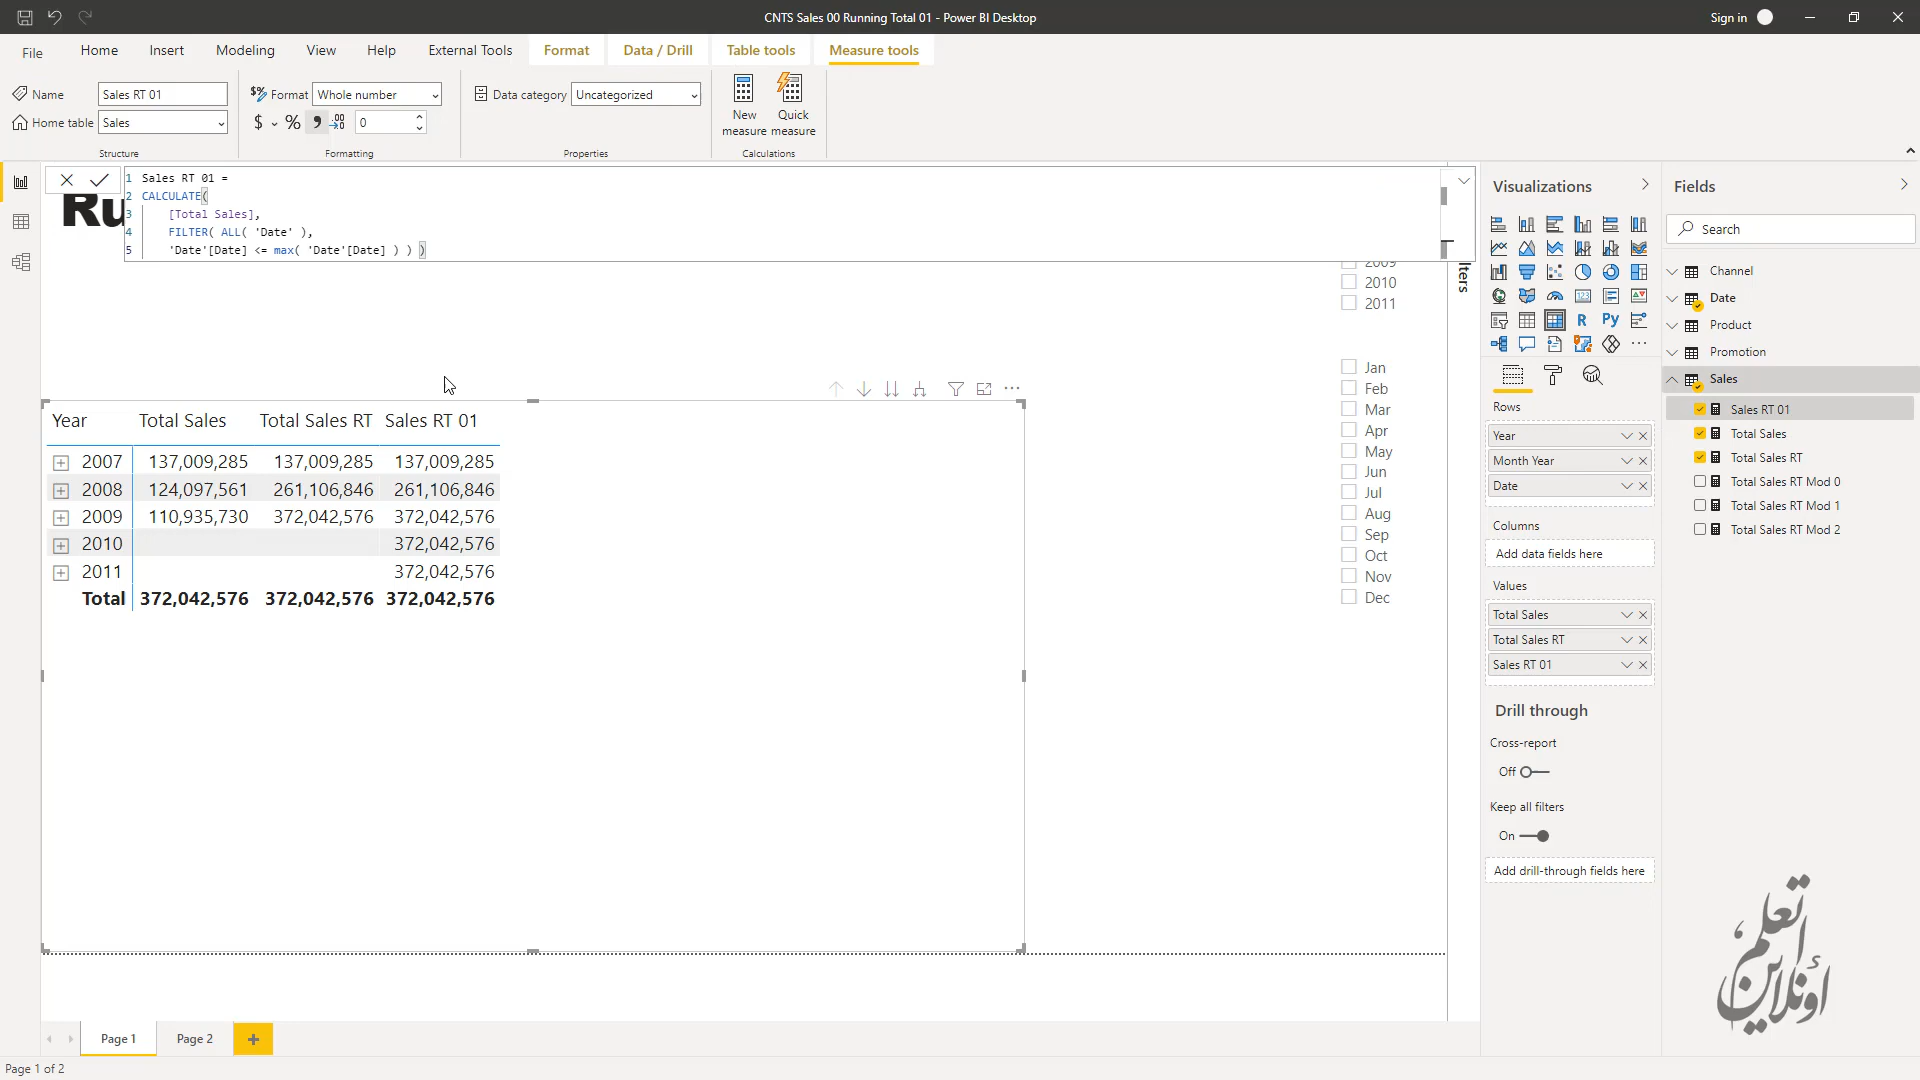 CNTS Sales 00 Running Total 01 - Power BI Desktop
Sign in
File
Home
Insert
Modeling
View
Help
External Tools
Format
Data / Drill
Table tools
Measure tools
Name
Sales RT 01
Home table
Sales
Structure
Format
Whole number
$ % 9 .00
0
Formatting
Data category
Uncategorized
Properties
New measure
Quick measure
Calculations
Ru
1 Sales RT 01 =
2 CALCULATE(
3 [Total Sales],
4 FILTER( ALL( 'Date' ),
5 'Date'[Date] <= max( 'Date'[Date] ) ) )
2009
2010
2011
lters
Jan
Feb
Mar
Apr
May
Jun
Jul
Aug
Sep
Oct
Nov
Dec
Year Total Sales Total Sales RT Sales RT 01
2007 137,009,285 137,009,285 137,009,285
2008 124,097,561 261,106,846 261,106,846
2009 110,935,730 372,042,576 372,042,576
2010 372,042,576
2011 372,042,576
Total 372,042,576 372,042,576 372,042,576
Visualizations
R
Py
Rows
Year
Month Year
Date
Columns
Add data fields here
Values
Total Sales
Total Sales RT
Sales RT 01
Drill through
Cross-report
Off
Keep all filters
On
Add drill-through fields here
Fields
Search
Channel
Date
Product
Promotion
Sales
Sales RT 01
Total Sales
Total Sales RT
Total Sales RT Mod 0
Total Sales RT Mod 1
Total Sales RT Mod 2
اتعلم
أونلاين
Page 1
Page 2
Page 1 of 2